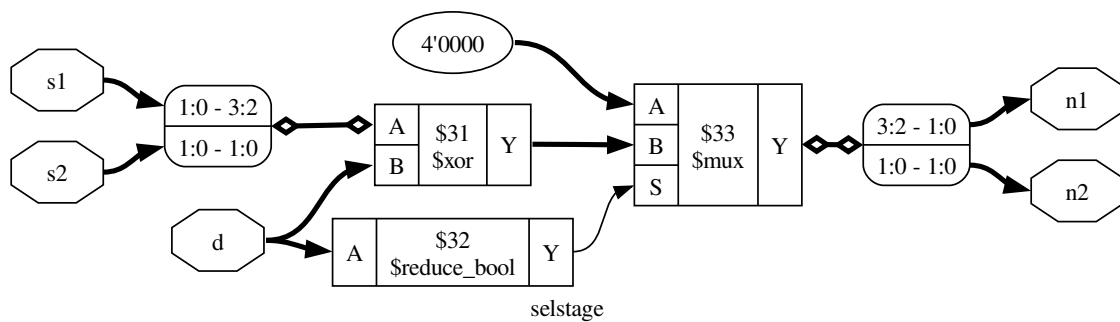 s1
s2
1:0 - 3:2
1:0 - 1:0
d
4'0000
A
B
$31
$xor
Y
A
$32
$reduce_bool
Y
A
B
S
$33
$mux
Y
3:2 - 1:0
1:0 - 1:0
n1
n2
selstage